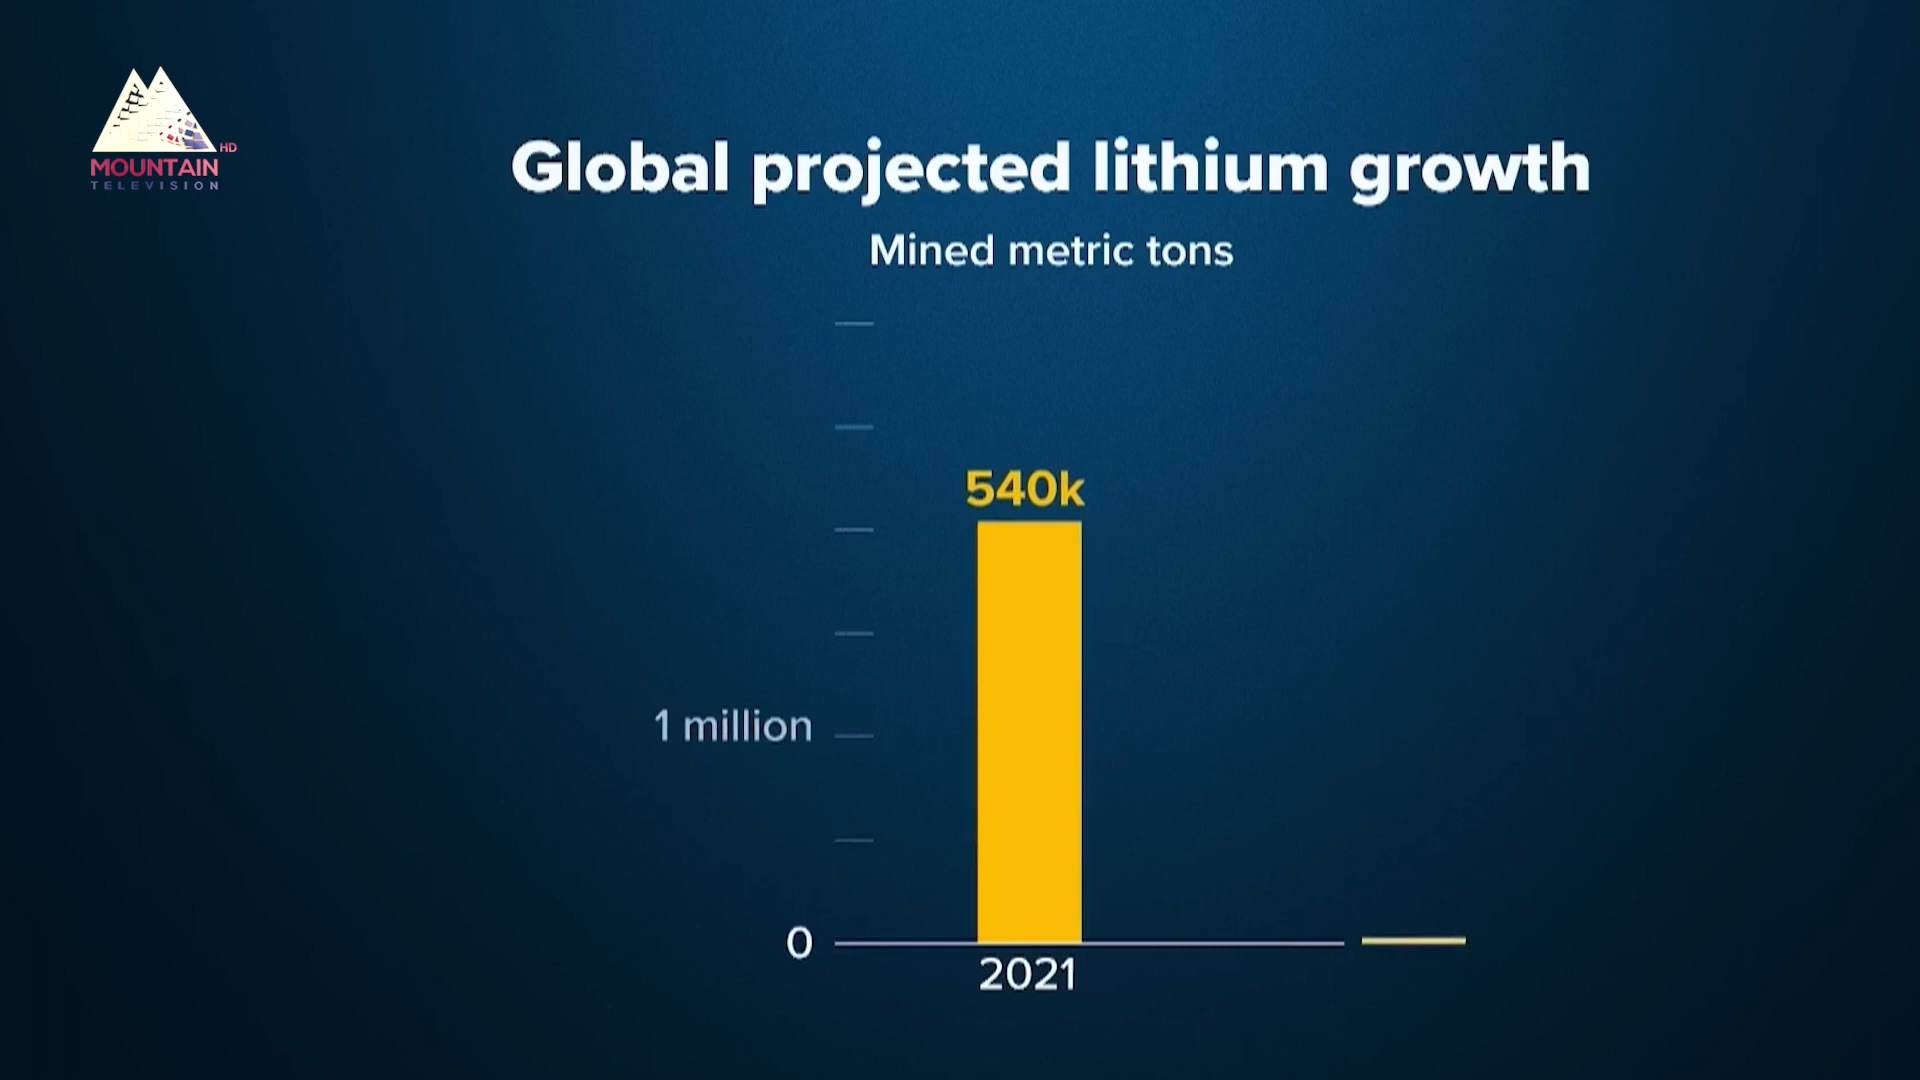 MOUNTAIN HD
TELEVISION
Global projected lithium growth
Mined metric tons
540k
1 million
0
2021